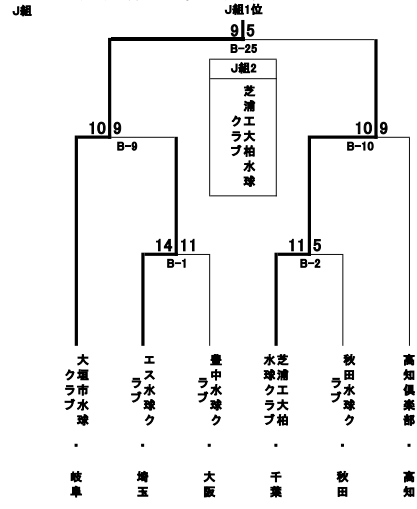 J組
J組1位
9 5
B-25
J組2
芝浦工大柏水球
クラブ
10 9
B-9
10 9
B-10
14 11
B-1
11 5
B-2
大垣市水球
クラブ
・
岐阜
エス水球ク
ラブ
・
埼玉
豊中水球ク
ラブ
・
大阪
芝浦工大柏
水球クラブ
・
千葉
秋田水球ク
ラブ
・
秋田
高知倶楽部
・
高知